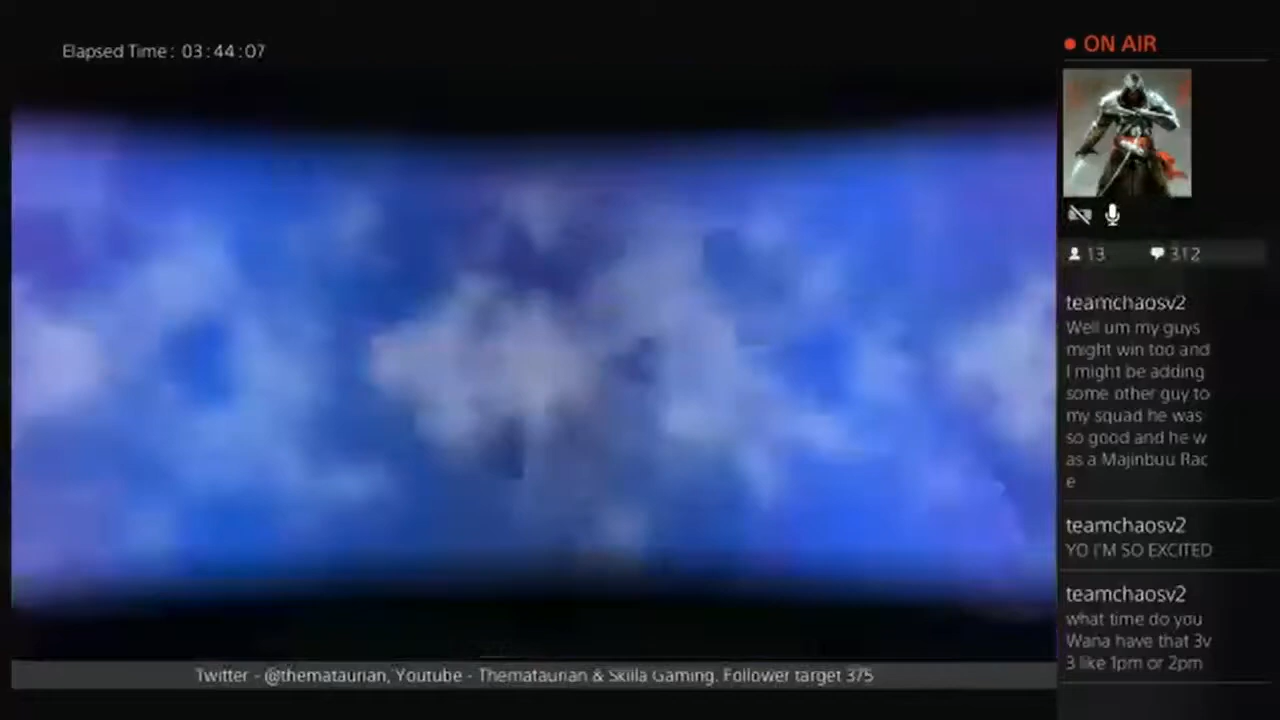 Elapsed Time: 03:44:07
ON AIR
13 312
teamchaosv2
Well um my guys
might win too and
I might be adding
some other guy to
my squad he was
so good and he w
as a Majinbuu Rac
e
teamchaosv2
YO I'M SO EXCITED
teamchaosv2
what time do you
Wana have that 3v
3 like 1pm or 2pm
Twitter - @themataurian, Youtube - Themataurian & Skilla Gaming. Follower target 375